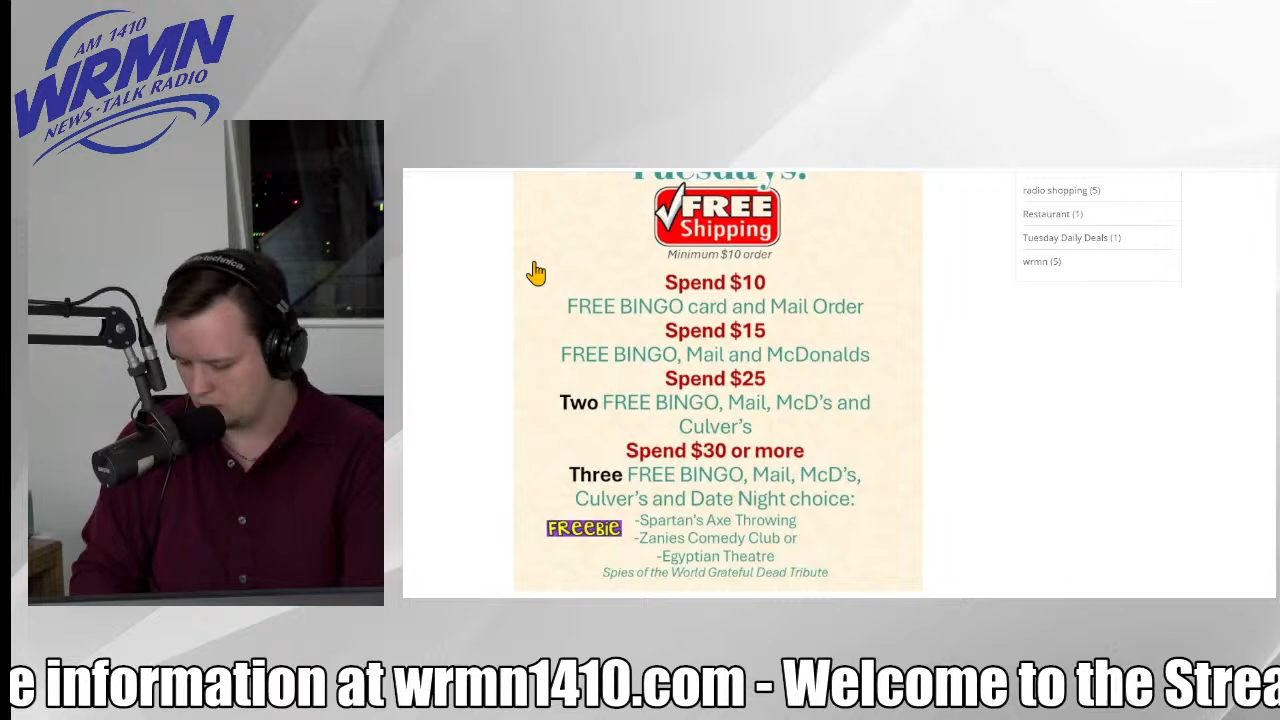 AM 1410
WRMN
NEWS·TALK RADIO
audio-technica.
Tuesdays!
FREE
Shipping
Minimum $10 order
Spend $10
FREE BINGO card and Mail Order
Spend $15
FREE BINGO, Mail and McDonalds
Spend $25
Two FREE BINGO, Mail, McD's and
Culver's
Spend $30 or more
Three FREE BINGO, Mail, McD's,
Culver's and Date Night choice:
FREEBIE
-Spartan's Axe Throwing
-Zanies Comedy Club or
-Egyptian Theatre
Spies of the World Grateful Dead Tribute
radio shopping (5)
Restaurant (1)
Tuesday Daily Deals (1)
wrmn (5)
e information at wrmn1410.com - Welcome to the Strea